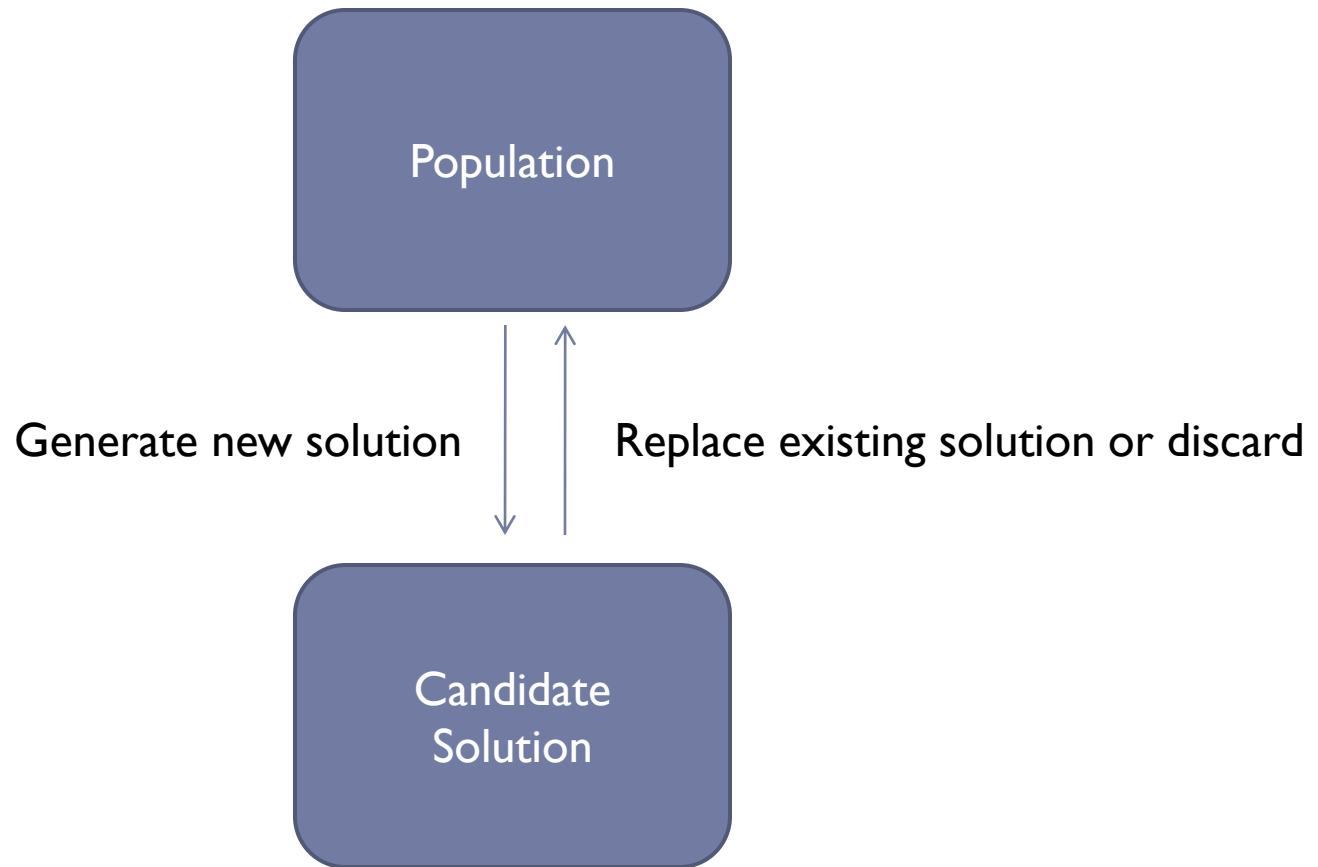 Population
Generate new solution
Replace existing solution or discard
Candidate
Solution